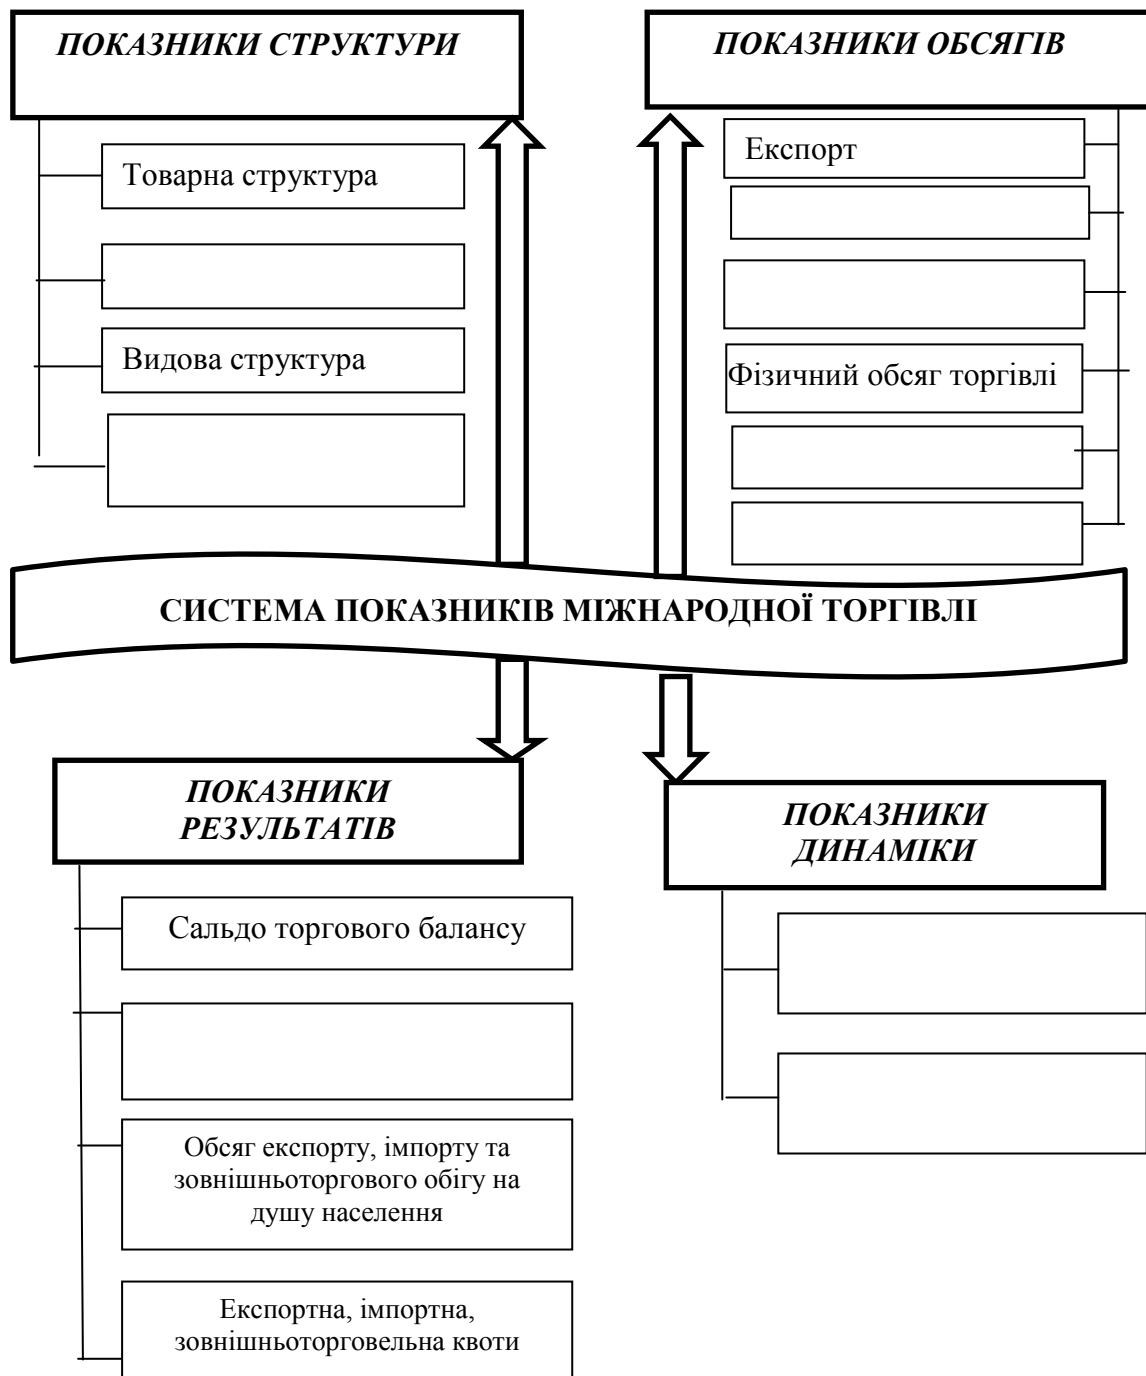 ПОКАЗНИКИ СТРУКТУРИ
Товарна структура
Видова структура
ПОКАЗНИКИ ОБСЯГІВ
Експорт
Фізичний обсяг торгівлі
СИСТЕМА ПОКАЗНИКІВ МІЖНАРОДНОЇ ТОРГІВЛІ
ПОКАЗНИКИ
РЕЗУЛЬТАТІВ
Сальдо торгового балансу
Обсяг експорту, імпорту та
зовнішньоторгового обігу на
душу населення
Експортна, імпортна,
зовнішньоторговельна квоти
ПОКАЗНИКИ
ДИНАМІКИ